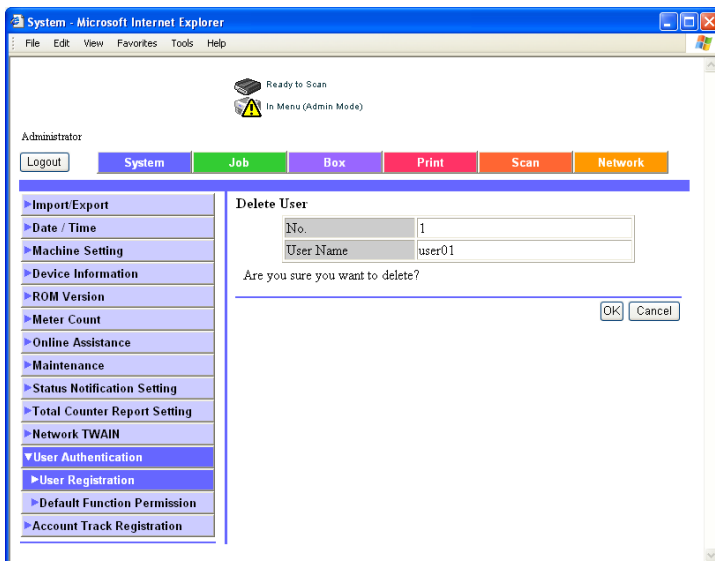 System - Microsoft Internet Explorer
File Edit View Favorites Tools Help
Ready to Scan
In Menu (Admin Mode)
Administrator
Logout System Job Box Print Scan Network
Import/Export
Date / Time
Machine Setting
Device Information
ROM Version
Meter Count
Online Assistance
Maintenance
Status Notification Setting
Total Counter Report Setting
Network TWAIN
User Authentication
User Registration
Default Function Permission
Account Track Registration
Delete User
No. 1
User Name user01
Are you sure you want to delete?
OK Cancel